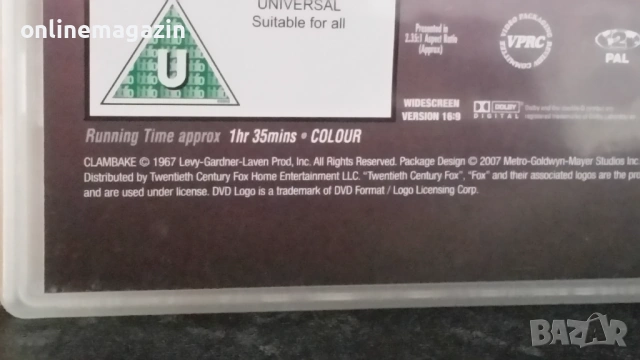 onlinemagazin
UNIVERSAL
Suitable for all
U
Presented in
2.35:1 Aspect Ratio
(Approx)
VPRC
2
PAL
WIDESCREEN
VERSION 16:9
DOLBY
DIGITAL
Running Time approx 1hr 35mins • COLOUR
CLAMBAKE © 1967 Levy-Gardner-Laven Prod, Inc. All Rights Reserved. Package Design © 2007 Metro-Goldwyn-Mayer Studios Inc.
Distributed by Twentieth Century Fox Home Entertainment LLC. "Twentieth Century Fox", "Fox" and their associated logos are the pro
and are used under license. DVD Logo is a trademark of DVD Format / Logo Licensing Corp.
BAZAR